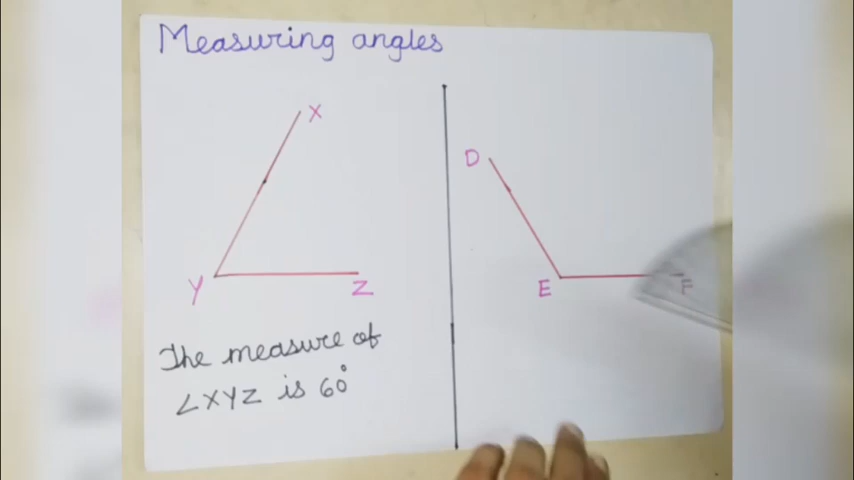 Measuring angles
X
D
Y
Z
E
F
The measure of
∠XYZ is 60°